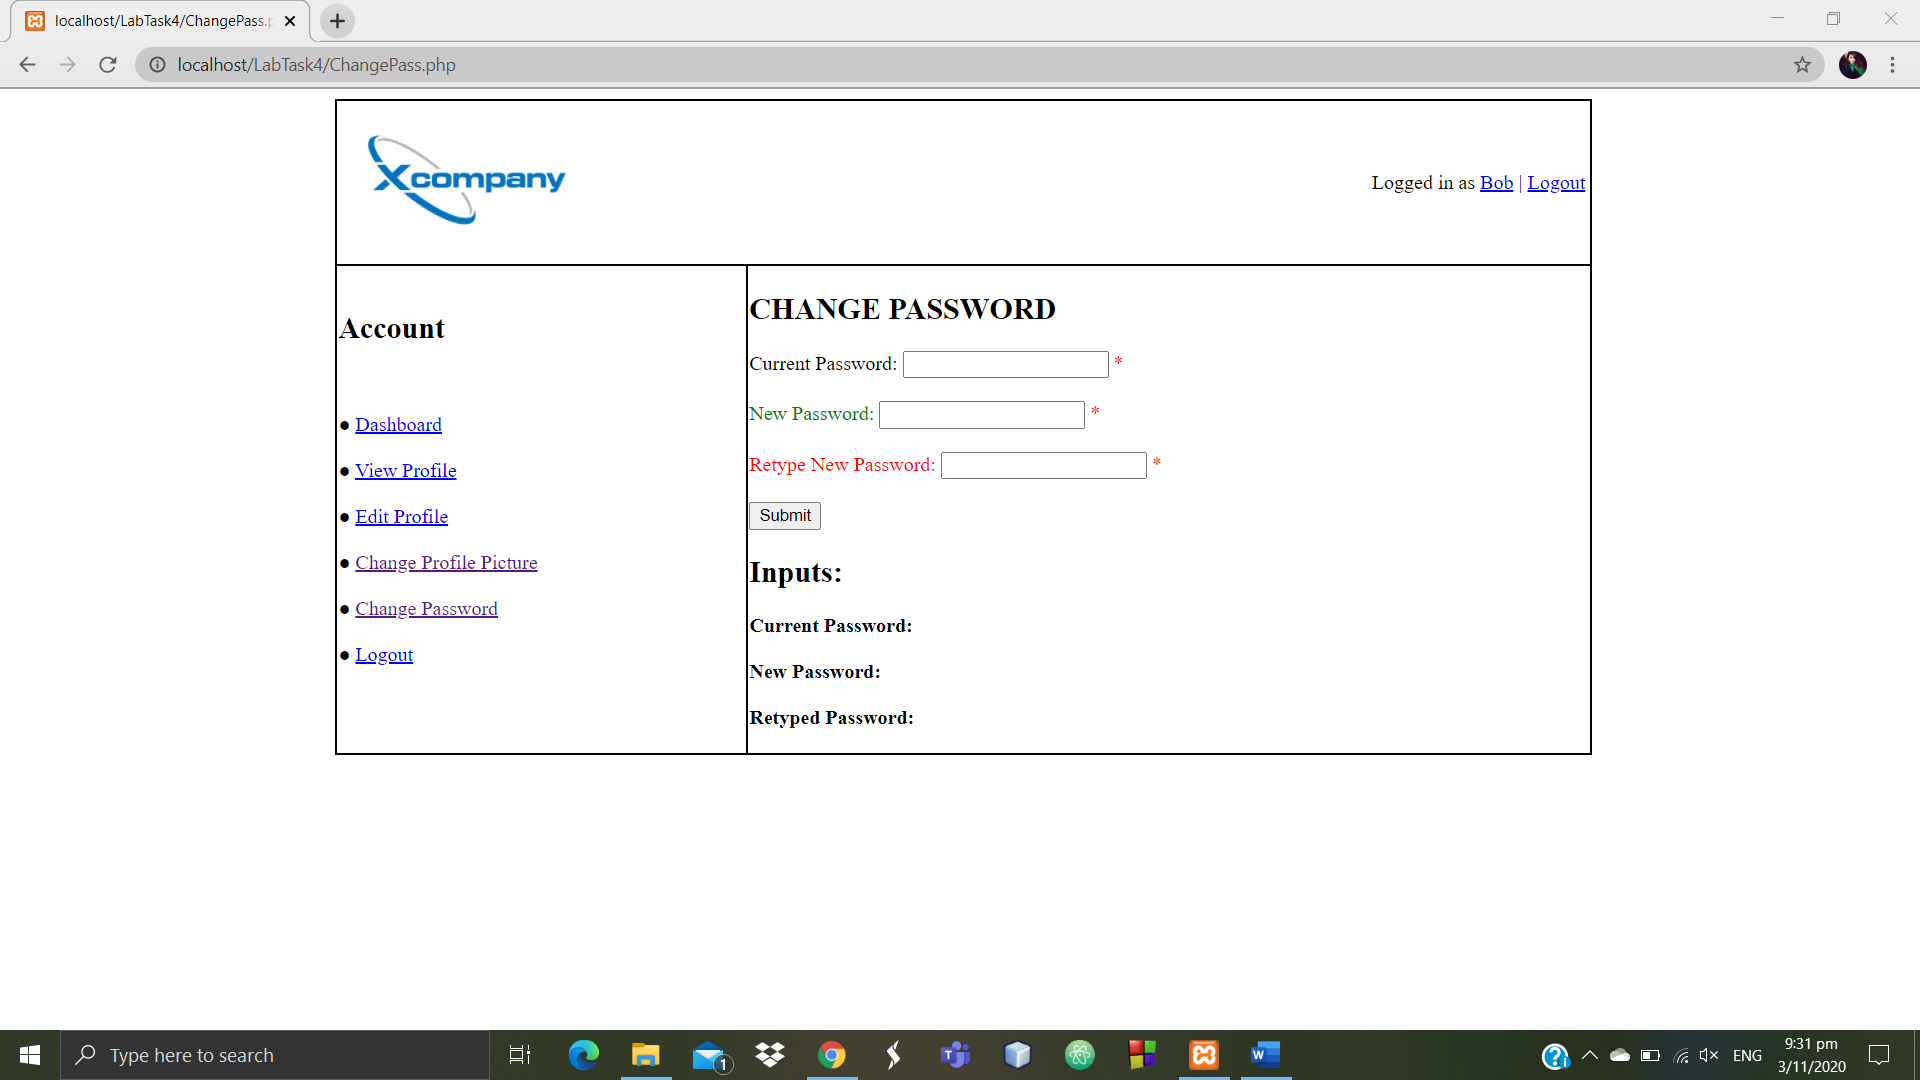 localhost/LabTask4/ChangePass.p
localhost/LabTask4/ChangePass.php
Xcompany
Logged in as Bob | Logout
Account
● Dashboard
● View Profile
● Edit Profile
● Change Profile Picture
● Change Password
● Logout
CHANGE PASSWORD
Current Password: *
New Password: *
Retype New Password: *
Submit
Inputs:
Current Password:
New Password:
Retyped Password:
Type here to search
1
ENG
9:31 pm
3/11/2020